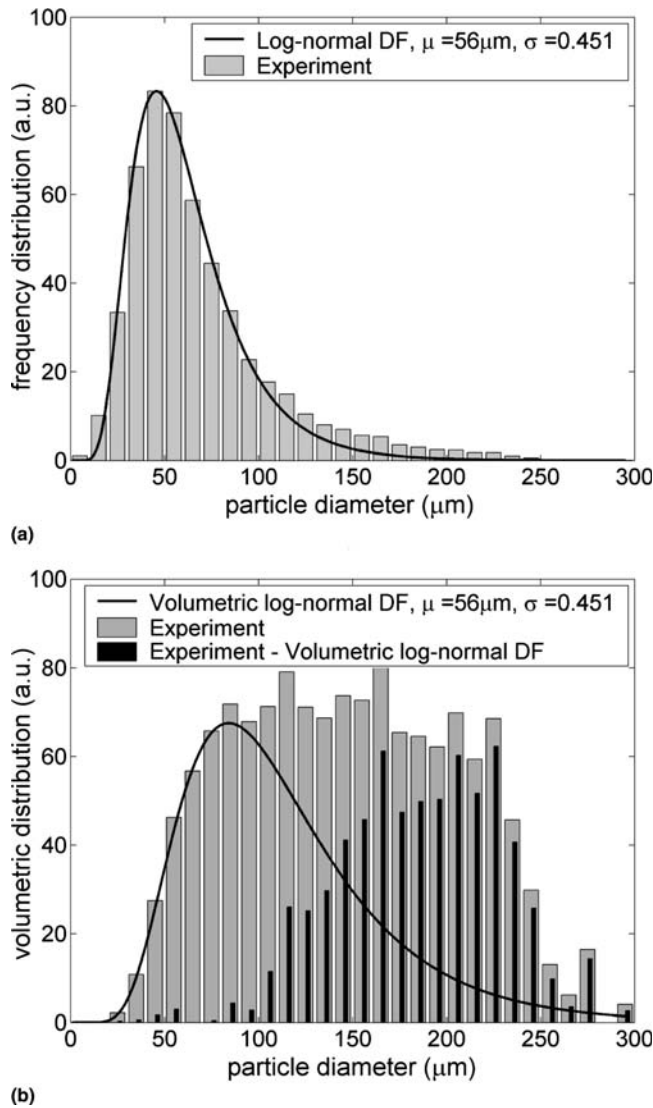 100
80
60
40
20
0
frequency distribution (a.u.)
Log-normal DF, μ =56μm, σ =0.451
Experiment
0
50
100
150
200
250
300
particle diameter (μm)
(a)
100
80
60
40
20
0
volumetric distribution (a.u.)
Volumetric log-normal DF, μ =56μm, σ =0.451
Experiment
Experiment - Volumetric log-normal DF
0
50
100
150
200
250
300
particle diameter (μm)
(b)